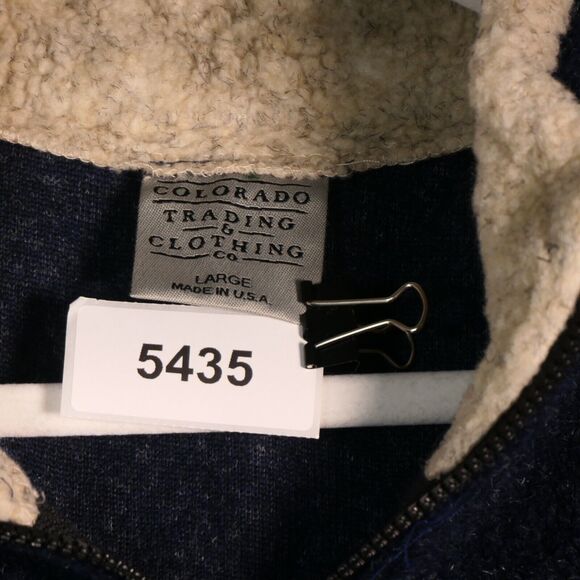 COLORADO
TRADING
&
CLOTHING
CO.
LARGE
MADE IN U.S.A.
5435